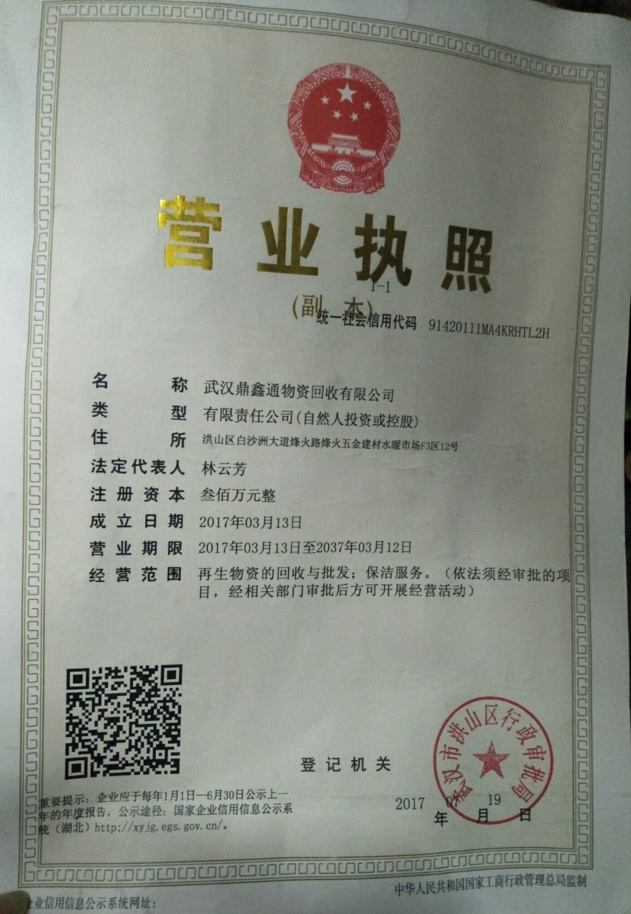 营业执照
1-1
(副 本)
统一社会信用代码 91420111MA4KRHTL2H
名 称 武汉鼎鑫通物资回收有限公司
类 型 有限责任公司(自然人投资或控股)
住 所 洪山区白沙洲大道烽火路烽火五金建材水暖市场F3区12号
法定代表人 林云芳
注册资本 叁佰万元整
成立日期 2017年03月13日
营业期限 2017年03月13日至2037年03月12日
经营范围 再生物资的回收与批发；保洁服务。（依法须经审批的项
目，经相关部门审批后方可开展经营活动）
登记机关
武汉市洪山区行政审批局
2017年 月 19日
重要提示：企业应于每年1月1日—6月30日公示上一
年的年度报告，公示途径：国家企业信用信息公示系
统（湖北）http://xyjg.egs.gov.cn/。
企业信用信息公示系统网址：
中华人民共和国国家工商行政管理总局监制